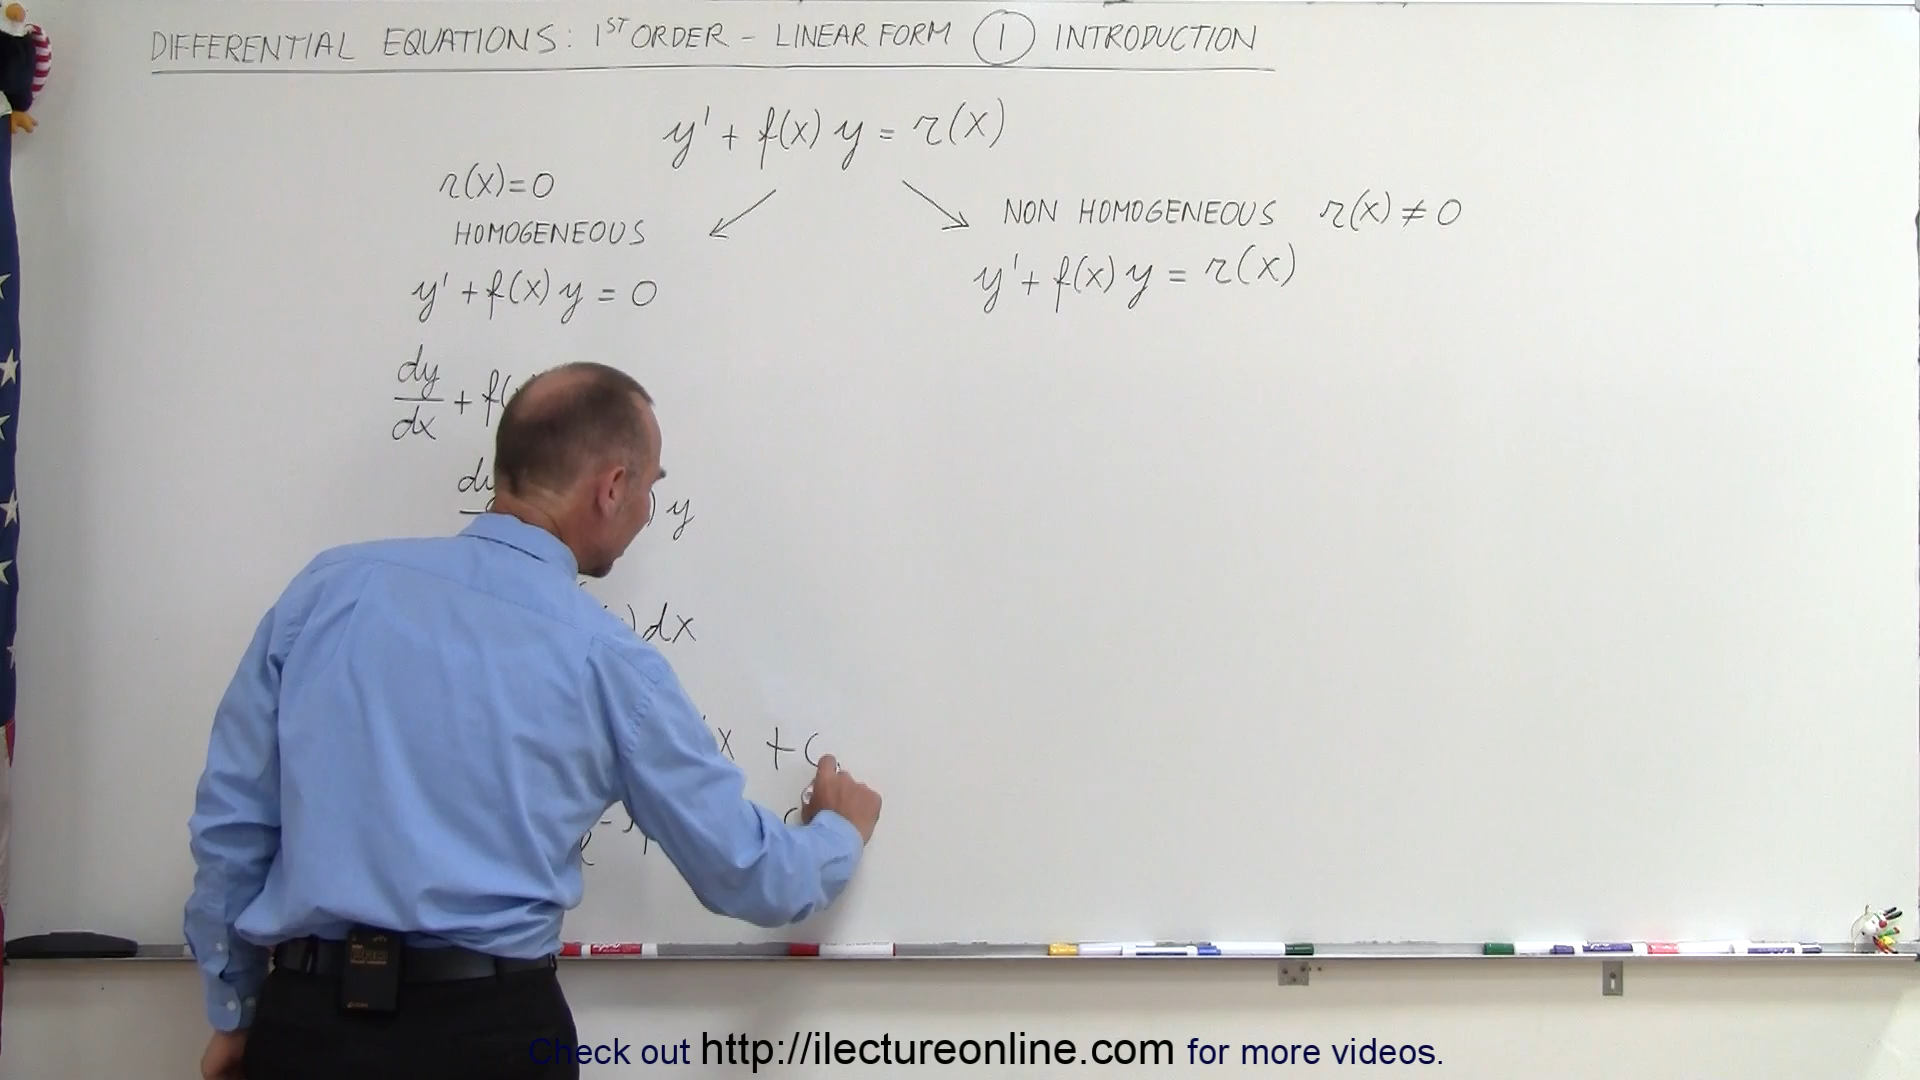 DIFFERENTIAL EQUATIONS: 1ST ORDER - LINEAR FORM ① INTRODUCTION
y' + f(x) y = r(x)
r(x) = 0
HOMOGENEOUS
y' + f(x) y = 0
NON HOMOGENEOUS r(x) ≠ 0
y' + f(x) y = r(x)
dy/dx + f(
dy
) y
) dx
x + C
e^-∫
Check out http://ilectureonline.com for more videos.